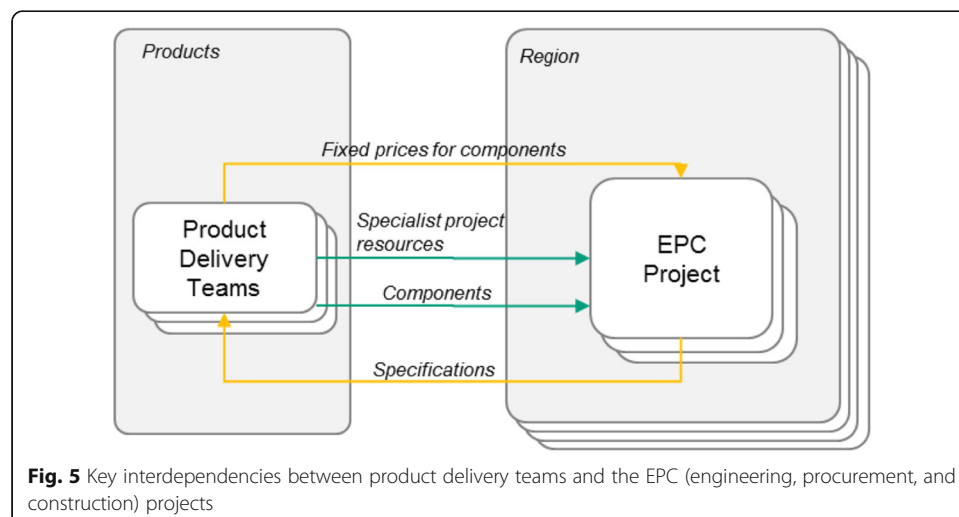 Products
Region
Fixed prices for components
Product
Delivery
Teams
Specialist project
resources
EPC
Project
Components
Specifications
Fig. 5 Key interdependencies between product delivery teams and the EPC (engineering, procurement, and
construction) projects